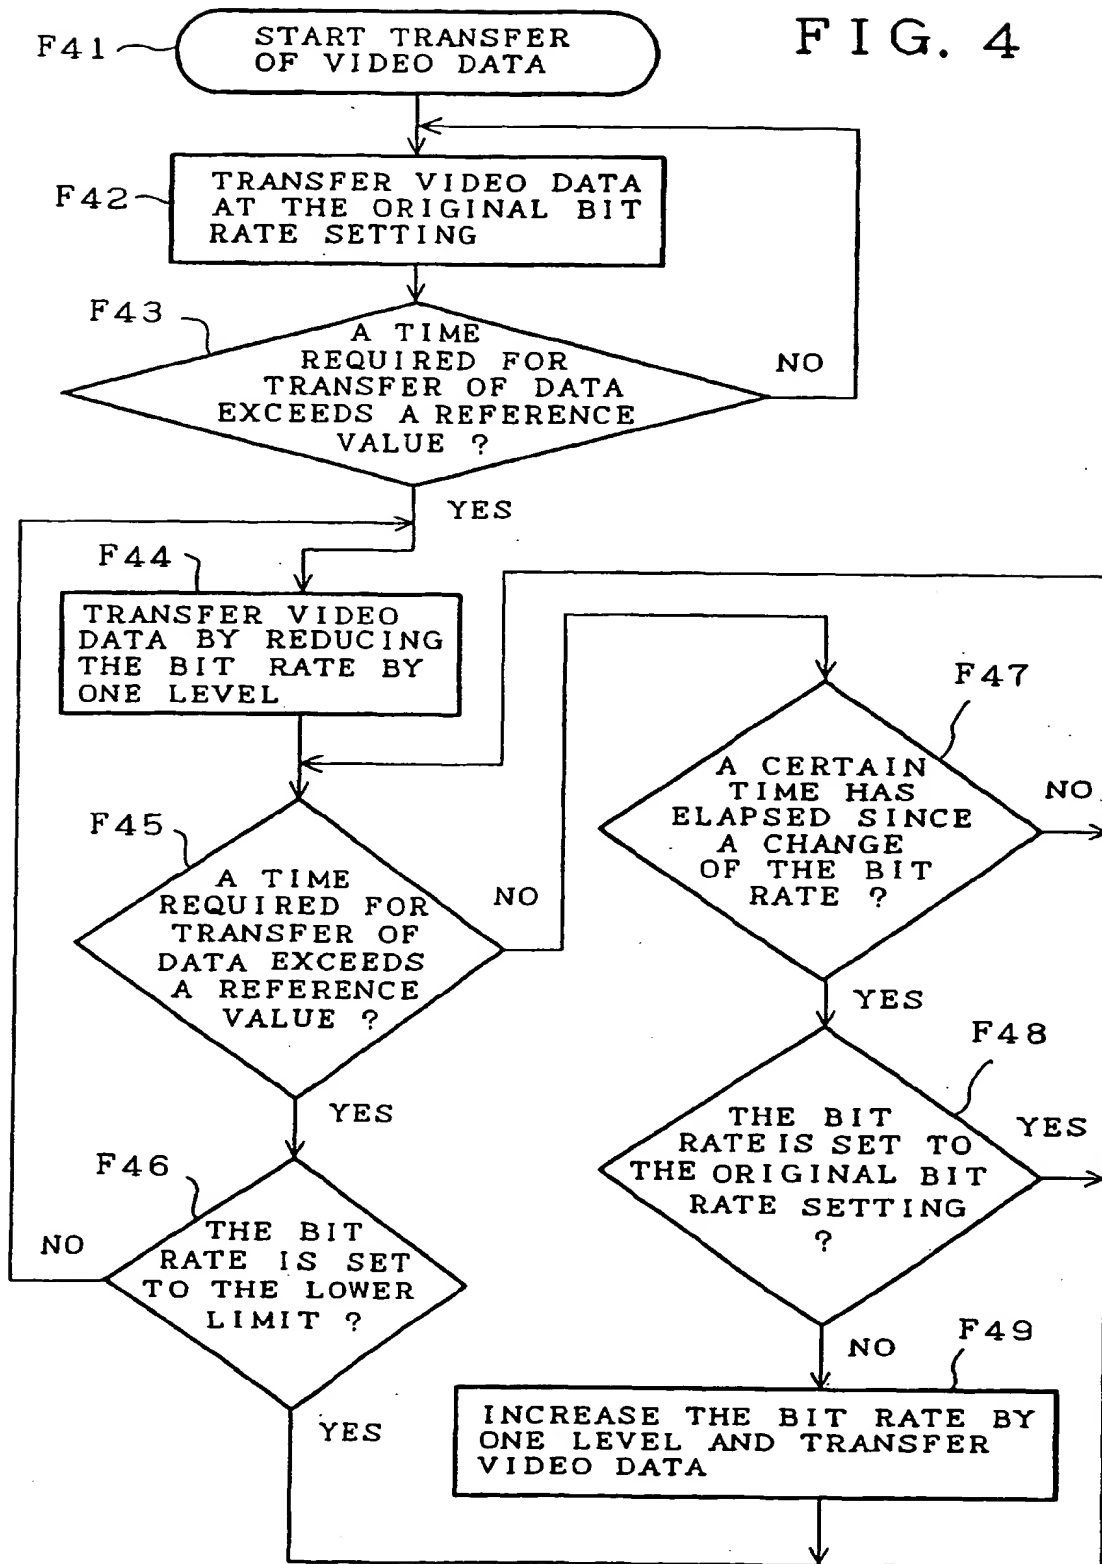 FIG. 4
F41
START TRANSFER
OF VIDEO DATA
F42
TRANSFER VIDEO DATA
AT THE ORIGINAL BIT
RATE SETTING
F43
A TIME
REQUIRED FOR
TRANSFER OF DATA
EXCEEDS A REFERENCE
VALUE ?
NO
YES
F44
TRANSFER VIDEO
DATA BY REDUCING
THE BIT RATE BY
ONE LEVEL
F45
A TIME
REQUIRED FOR
TRANSFER OF
DATA EXCEEDS
A REFERENCE
VALUE ?
NO
YES
F46
THE BIT
RATE IS SET
TO THE LOWER
LIMIT ?
NO
YES
F47
A CERTAIN
TIME HAS
ELAPSED SINCE
A CHANGE
OF THE BIT
RATE ?
NO
YES
F48
THE BIT
RATE IS SET TO
THE ORIGINAL BIT
RATE SETTING
?
YES
NO
F49
INCREASE THE BIT RATE BY
ONE LEVEL AND TRANSFER
VIDEO DATA